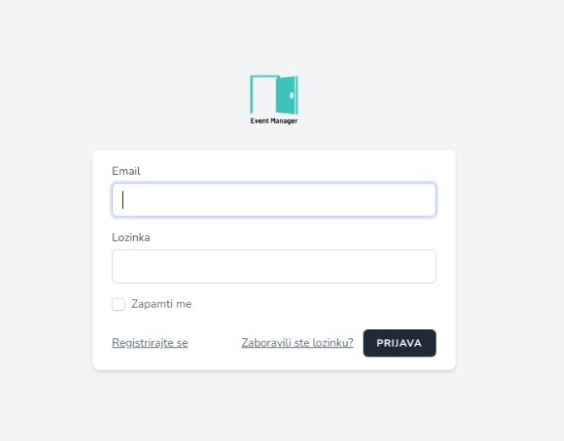 Event Manager
Email
Lozinka
Zapamti me
Registrirajte se Zaboravili ste lozinku? PRIJAVA